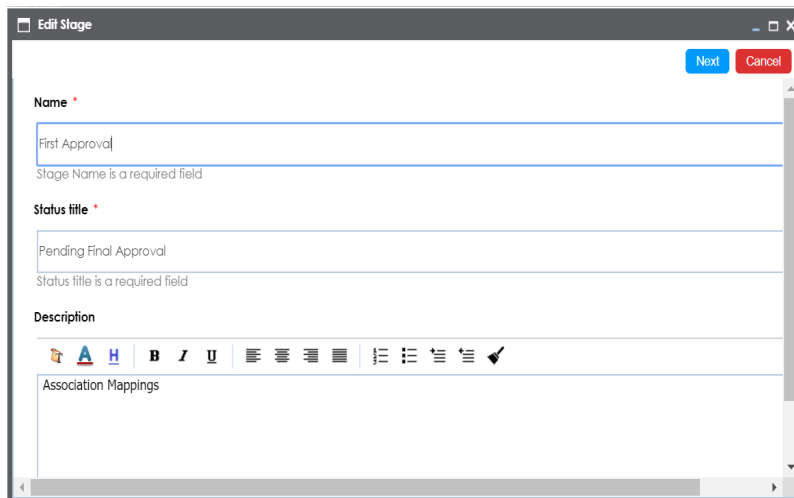 Edit Stage
Next Cancel
Name *
First Approval
Stage Name is a required field
Status title *
Pending Final Approval
Status title is a required field
Description
A H B I U
Association Mappings